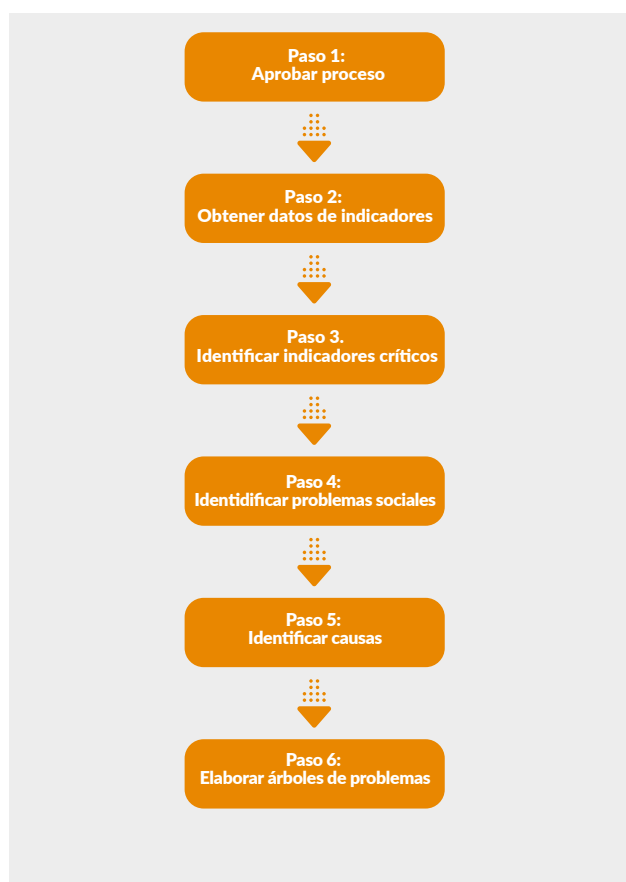 Paso 1:
Aprobar proceso
Paso 2:
Obtener datos de indicadores
Paso 3.
Identificar indicadores críticos
Paso 4:
Identidificar problemas sociales
Paso 5:
Identificar causas
Paso 6:
Elaborar árboles de problemas